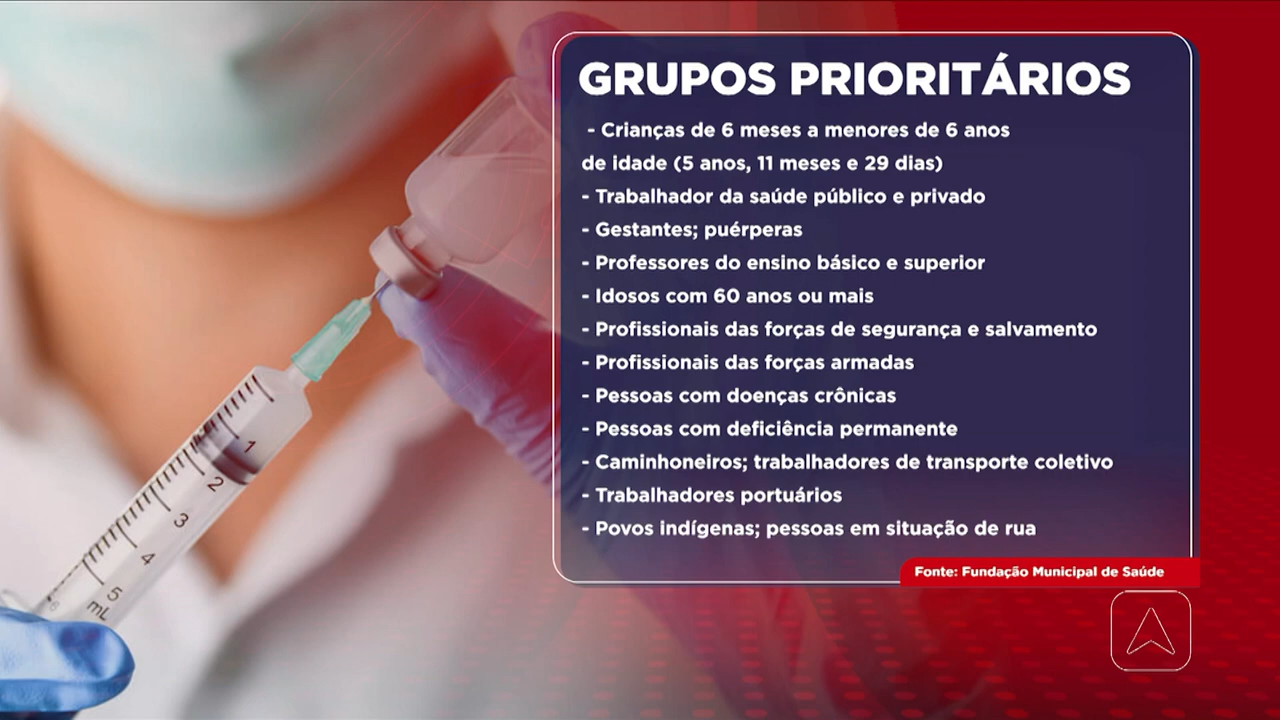 GRUPOS PRIORITÁRIOS
- Crianças de 6 meses a menores de 6 anos
de idade (5 anos, 11 meses e 29 dias)
- Trabalhador da saúde público e privado
- Gestantes; puérperas
- Professores do ensino básico e superior
- Idosos com 60 anos ou mais
- Profissionais das forças de segurança e salvamento
- Profissionais das forças armadas
- Pessoas com doenças crônicas
- Pessoas com deficiência permanente
- Caminhoneiros; trabalhadores de transporte coletivo
- Trabalhadores portuários
- Povos indígenas; pessoas em situação de rua
Fonte: Fundação Municipal de Saúde
1
2
3
4
5
6
mL